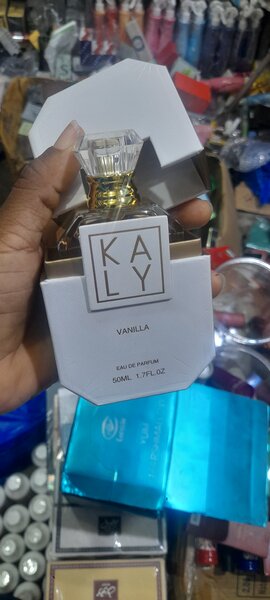 KA
LY
VANILLA
EAU DE PARFUM
50ML 1.7FL.OZ